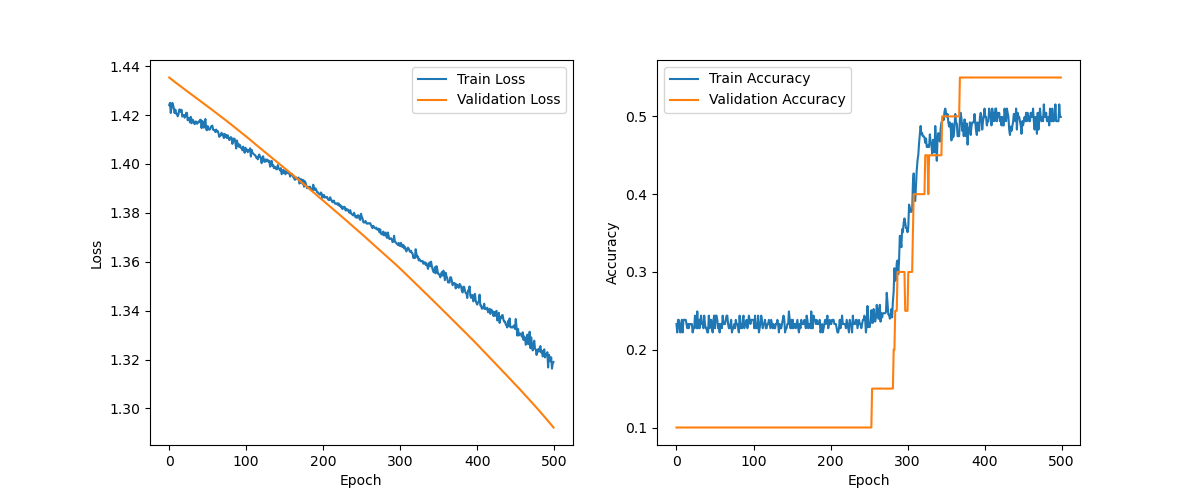 1.44
1.42
1.40
1.38
1.36
1.34
1.32
1.30
Loss
0 100 200 300 400 500
Epoch
Train Loss
Validation Loss
0.5
0.4
0.3
0.2
0.1
Accuracy
0 100 200 300 400 500
Epoch
Train Accuracy
Validation Accuracy